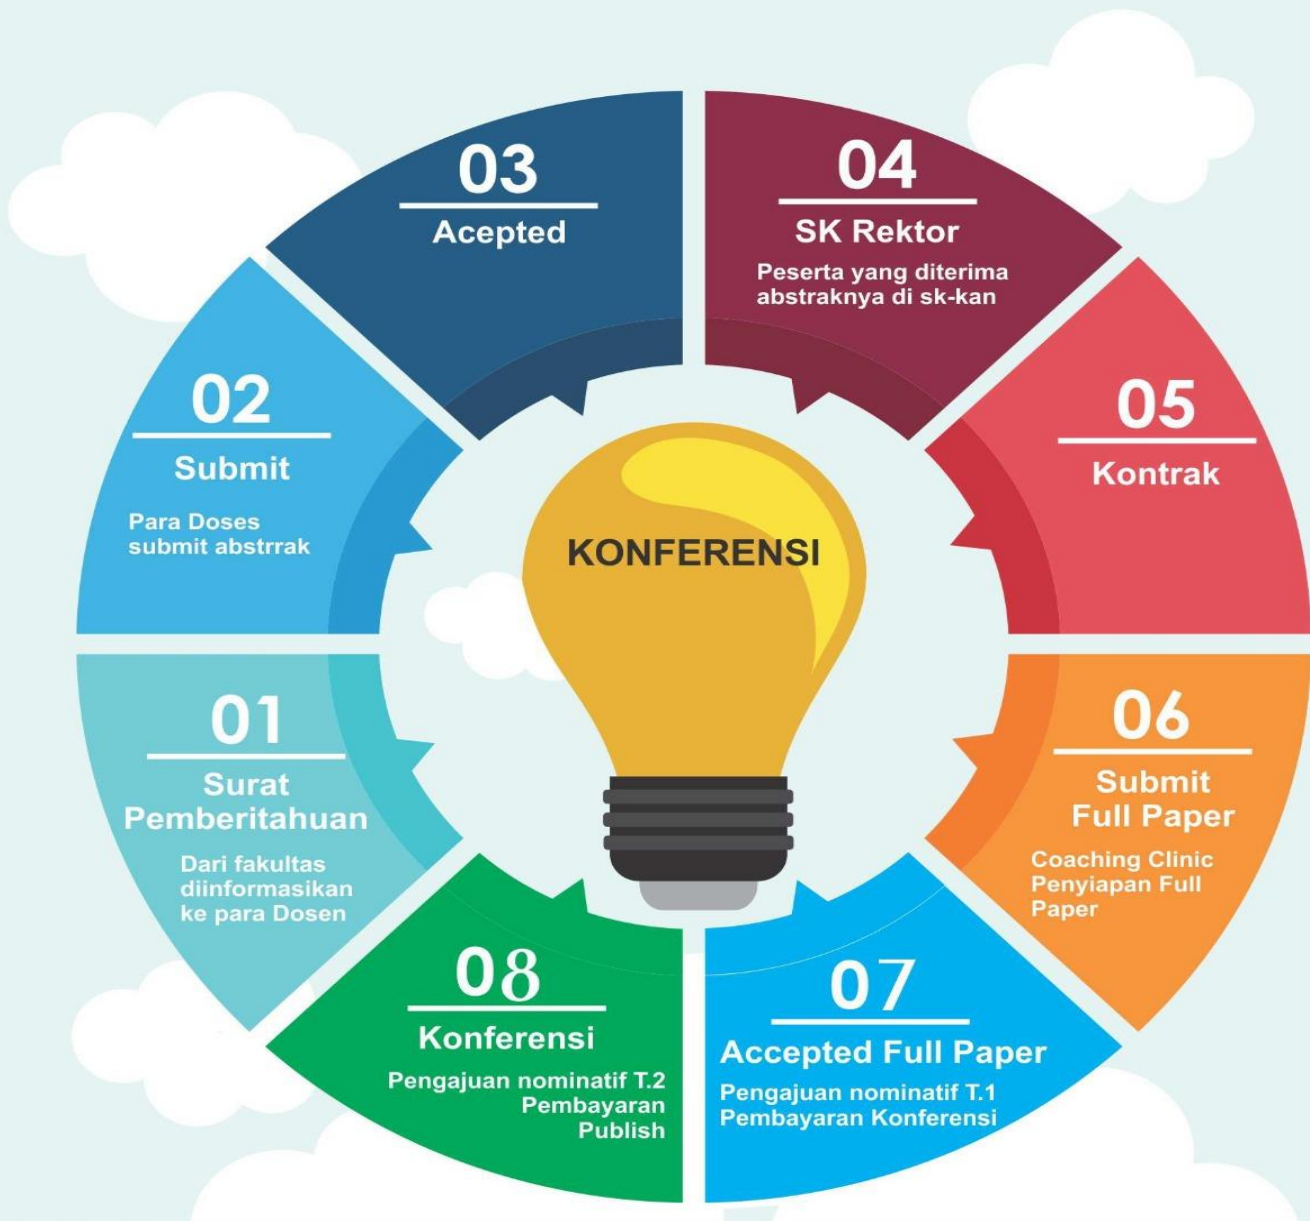 KONFERENSI
01
Surat
Pemberitahuan
Dari fakultas
diinformasikan
ke para Dosen
02
Submit
Para Doses
submit abstrrak
03
Acepted
04
SK Rektor
Peserta yang diterima
abstraknya di sk-kan
05
Kontrak
06
Submit
Full Paper
Coaching Clinic
Penyiapan Full
Paper
07
Accepted Full Paper
Pengajuan nominatif T.1
Pembayaran Konferensi
08
Konferensi
Pengajuan nominatif T.2
Pembayaran
Publish